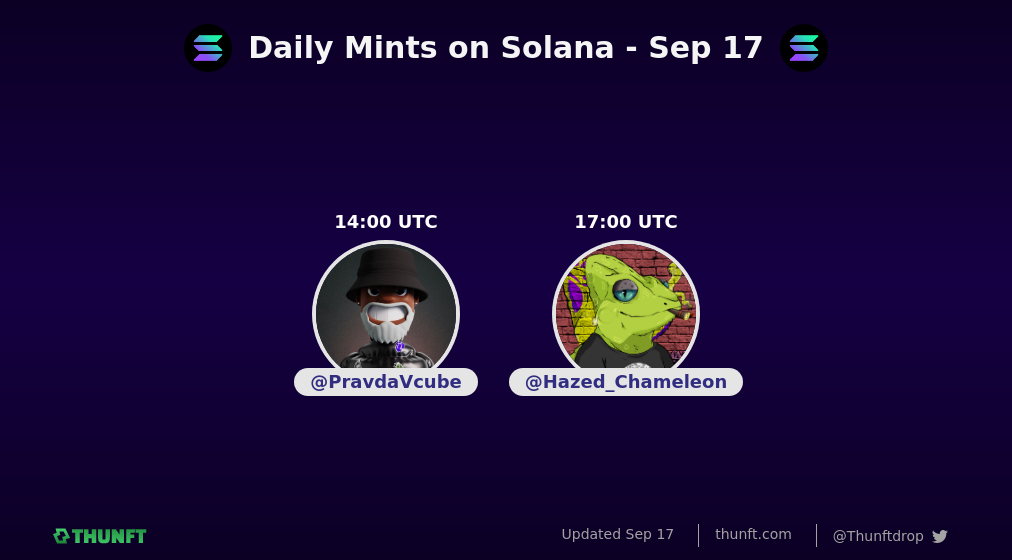 Daily Mints on Solana - Sep 17
14:00 UTC
17:00 UTC
@PravdaVcube
@Hazed_Chameleon
THUNFT
Updated Sep 17
thunft.com
@Thunftdrop